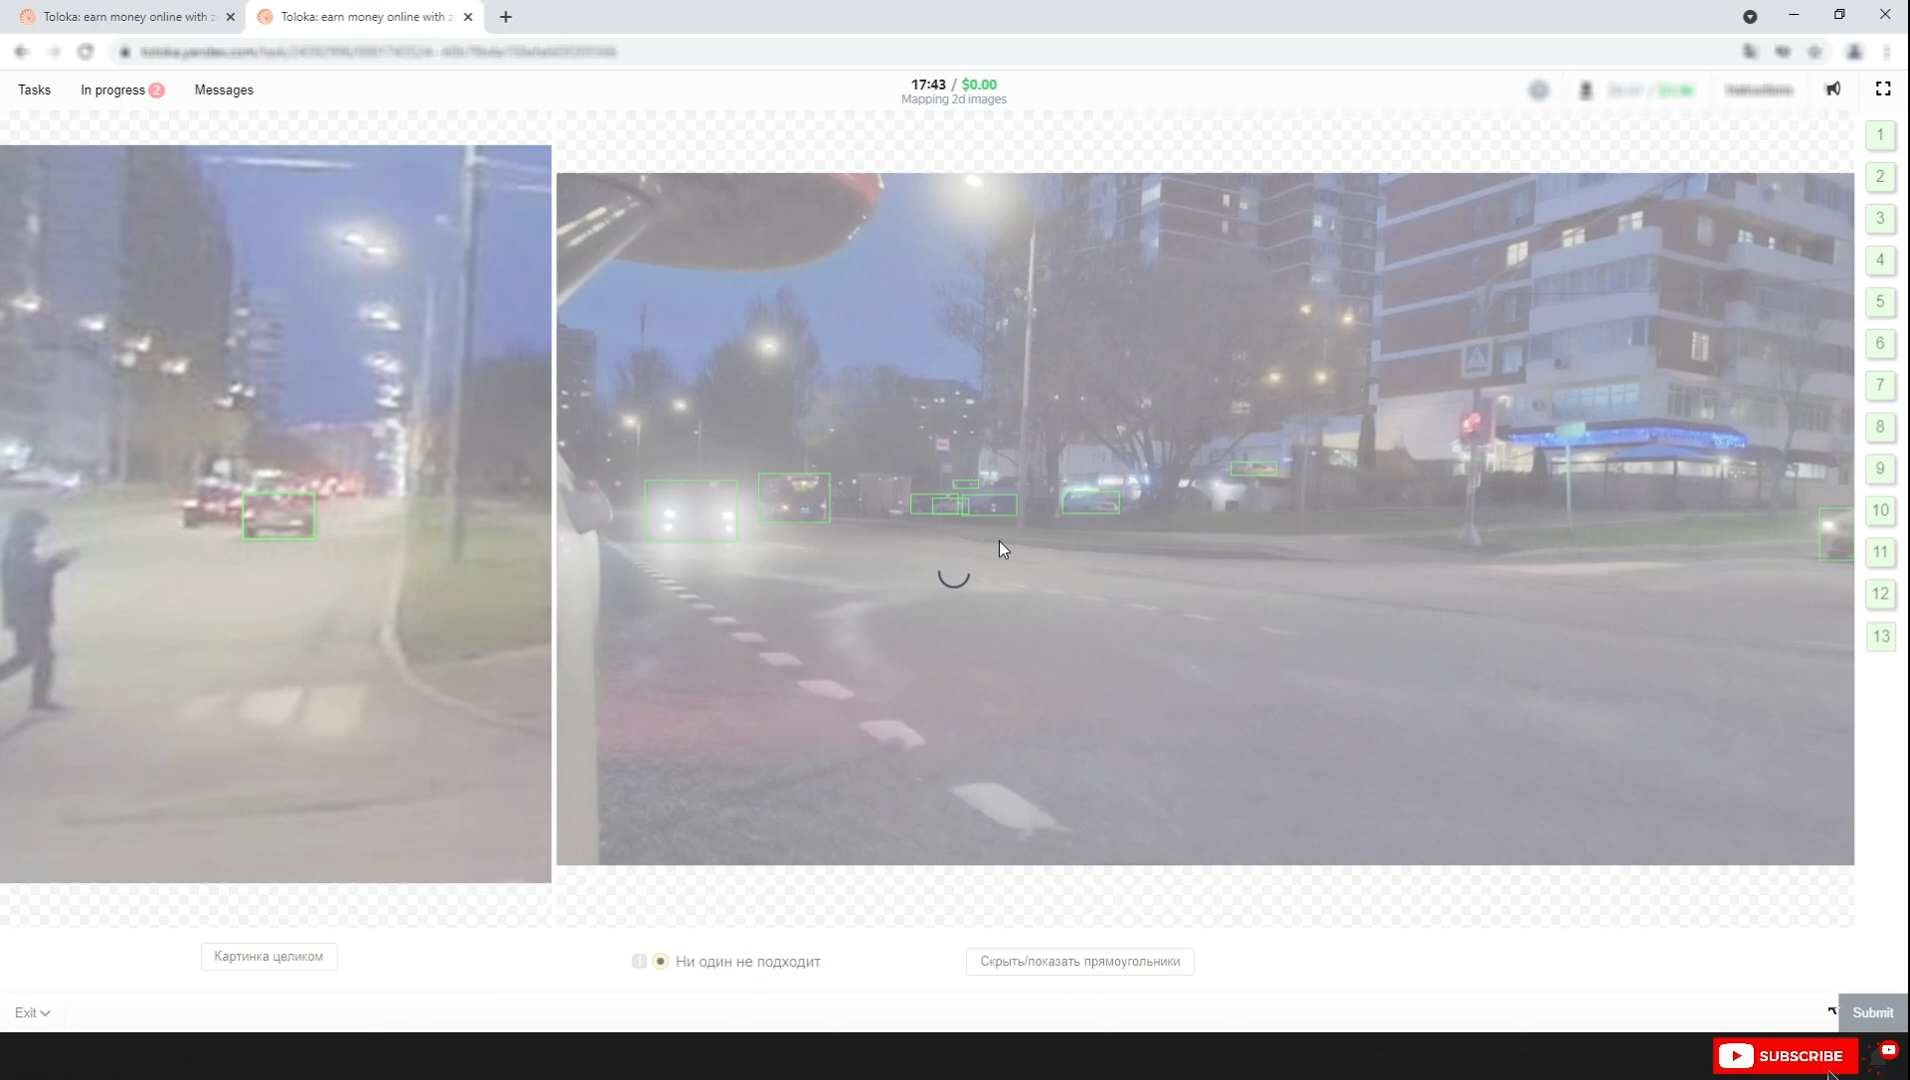 Toloka: earn money online with
Toloka: earn money online with
Tasks
In progress 2
Messages
17:43 / $0.00
Mapping 2d images
Instructions
1
2
3
4
5
6
7
8
9
10
11
12
13
Картинка целиком
1 Ни один не подходит
Скрыть/показать прямоугольники
Exit
Submit
SUBSCRIBE